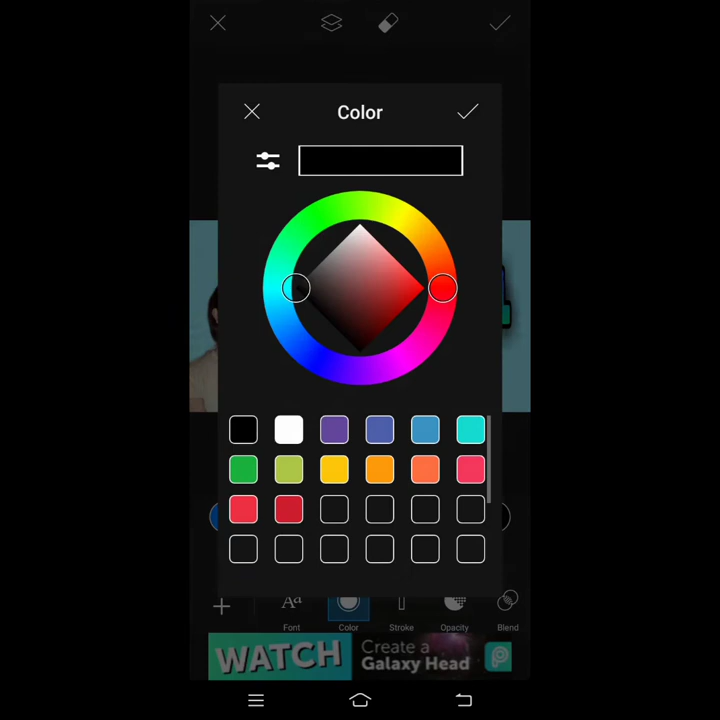 Color
Aa
Font
Color
Stroke
Opacity
Blend
WATCH
Create a
Galaxy Head